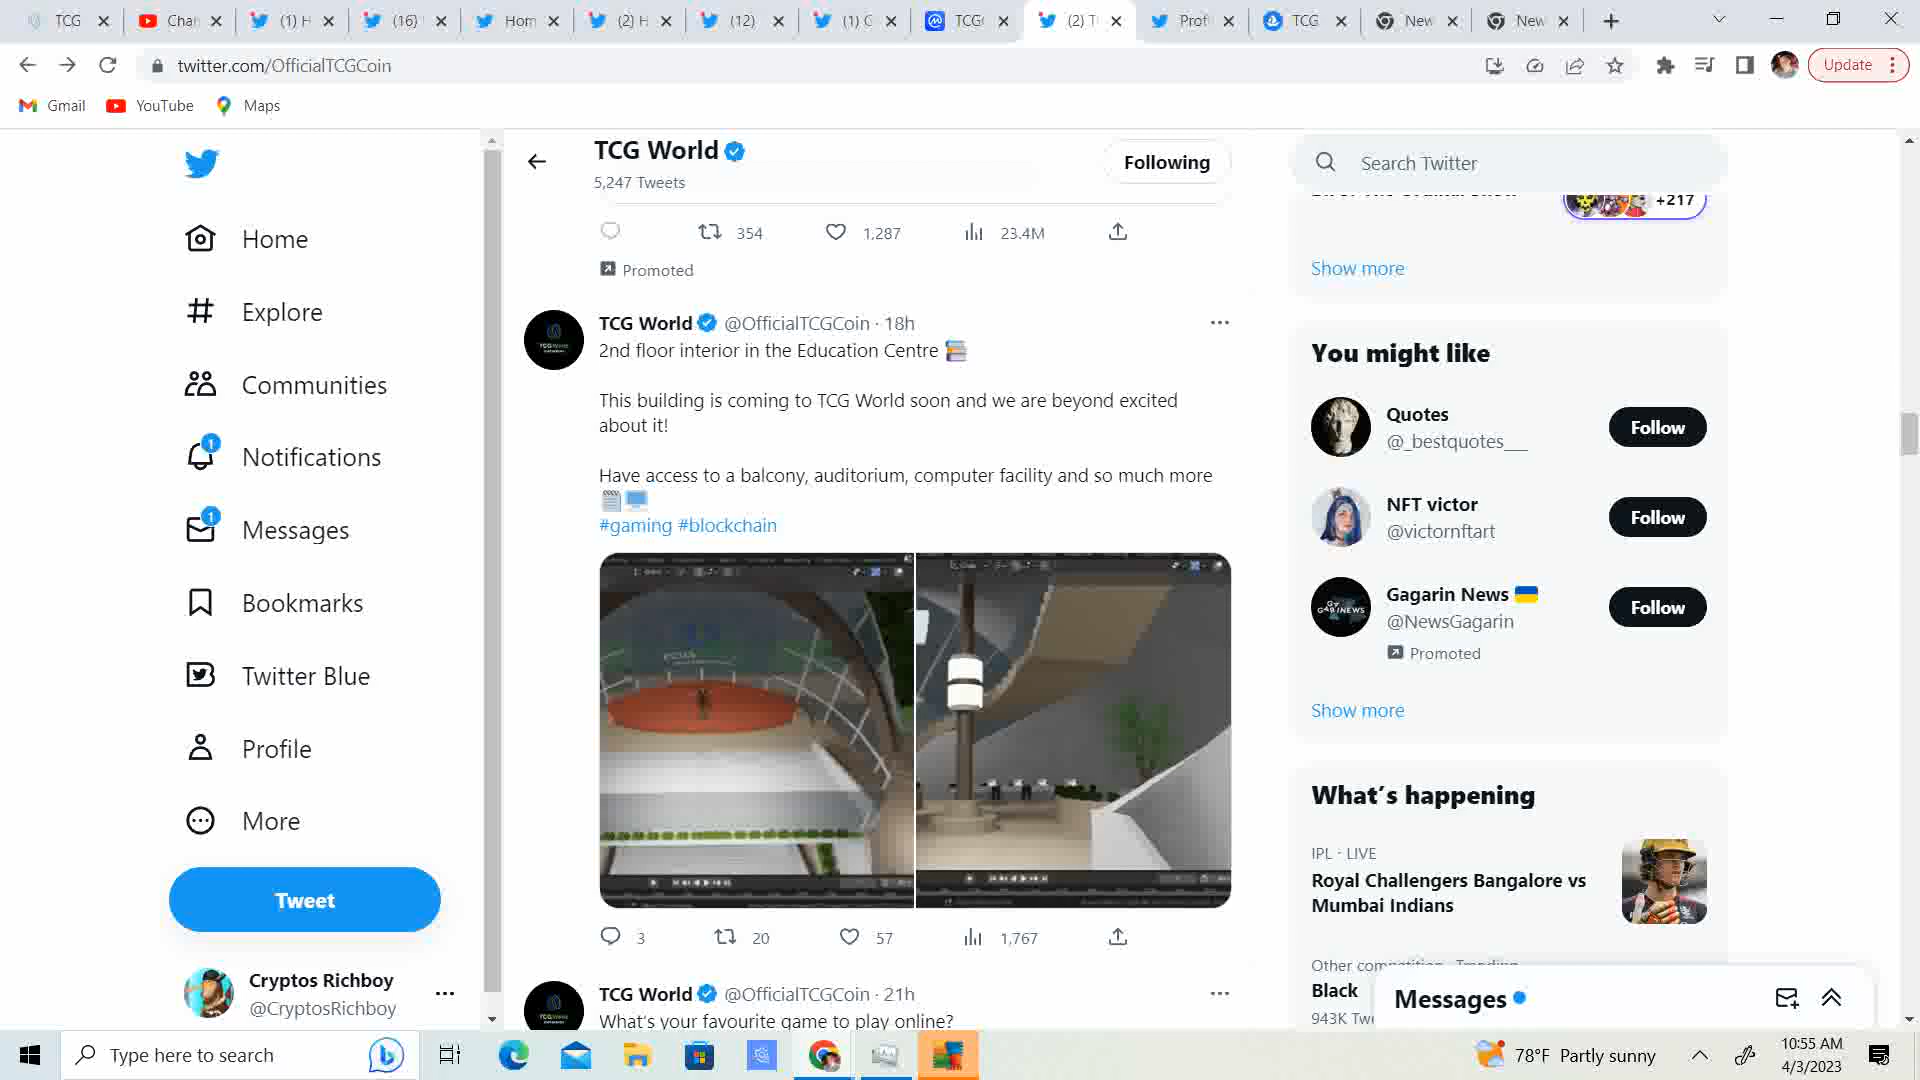 TCG
Chan
(1) H
(16)
Hom
(2) H
(12)
(1) C
TCG
(2) T
Prof
TCG
New
New
twitter.com/OfficialTCGCoin
Update
Gmail
YouTube
Maps
TCG World
5,247 Tweets
Following
Search Twitter
+217
354
1,287
23.4M
Promoted
Show more
Home
Explore
Communities
1
Notifications
1
Messages
Bookmarks
Twitter Blue
Profile
More
Tweet
Cryptos Richboy
@CryptosRichboy
TCG World @OfficialTCGCoin · 18h
2nd floor interior in the Education Centre
This building is coming to TCG World soon and we are beyond excited
about it!
Have access to a balcony, auditorium, computer facility and so much more
#gaming #blockchain
3
20
57
1,767
TCG World @OfficialTCGCoin · 21h
What's your favourite game to play online?
You might like
Quotes
@_bestquotes___
Follow
NFT victor
@victornftart
Follow
Gagarin News
@NewsGagarin
Follow
Promoted
Show more
What's happening
IPL · LIVE
Royal Challengers Bangalore vs
Mumbai Indians
Black
943K
Messages
Type here to search
78°F Partly sunny
10:55 AM
4/3/2023